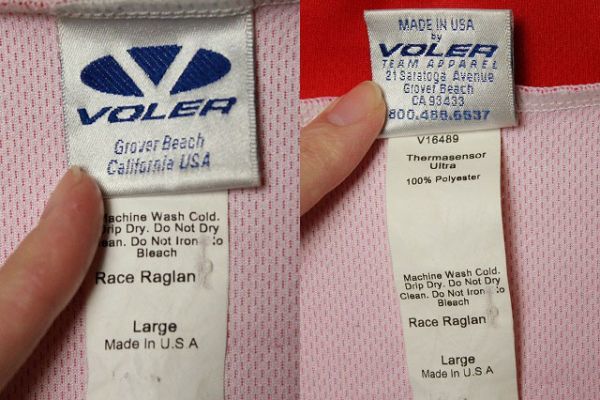 VOLER
Grover Beach
California USA
Machine Wash Cold.
Drip Dry. Do Not Dry
Clean. Do Not Iron
Bleach
Race Raglan
Large
Made In U.S.A
MADE IN USA
by
VOLER
TEAM APPAREL
21 Saratoga Avenue
Grover Beach
CA 93433
800.488.6637
V16489
Thermasensor
Ultra
100% Polyester
Machine Wash Cold.
Drip Dry. Do Not Dry
Clean. Do Not Iron
Bleach
Race Raglan
Large
Made In U.S.A